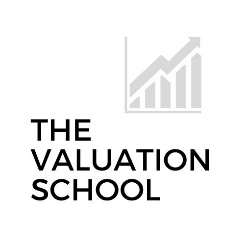 THE
VALUATION
SCHOOL